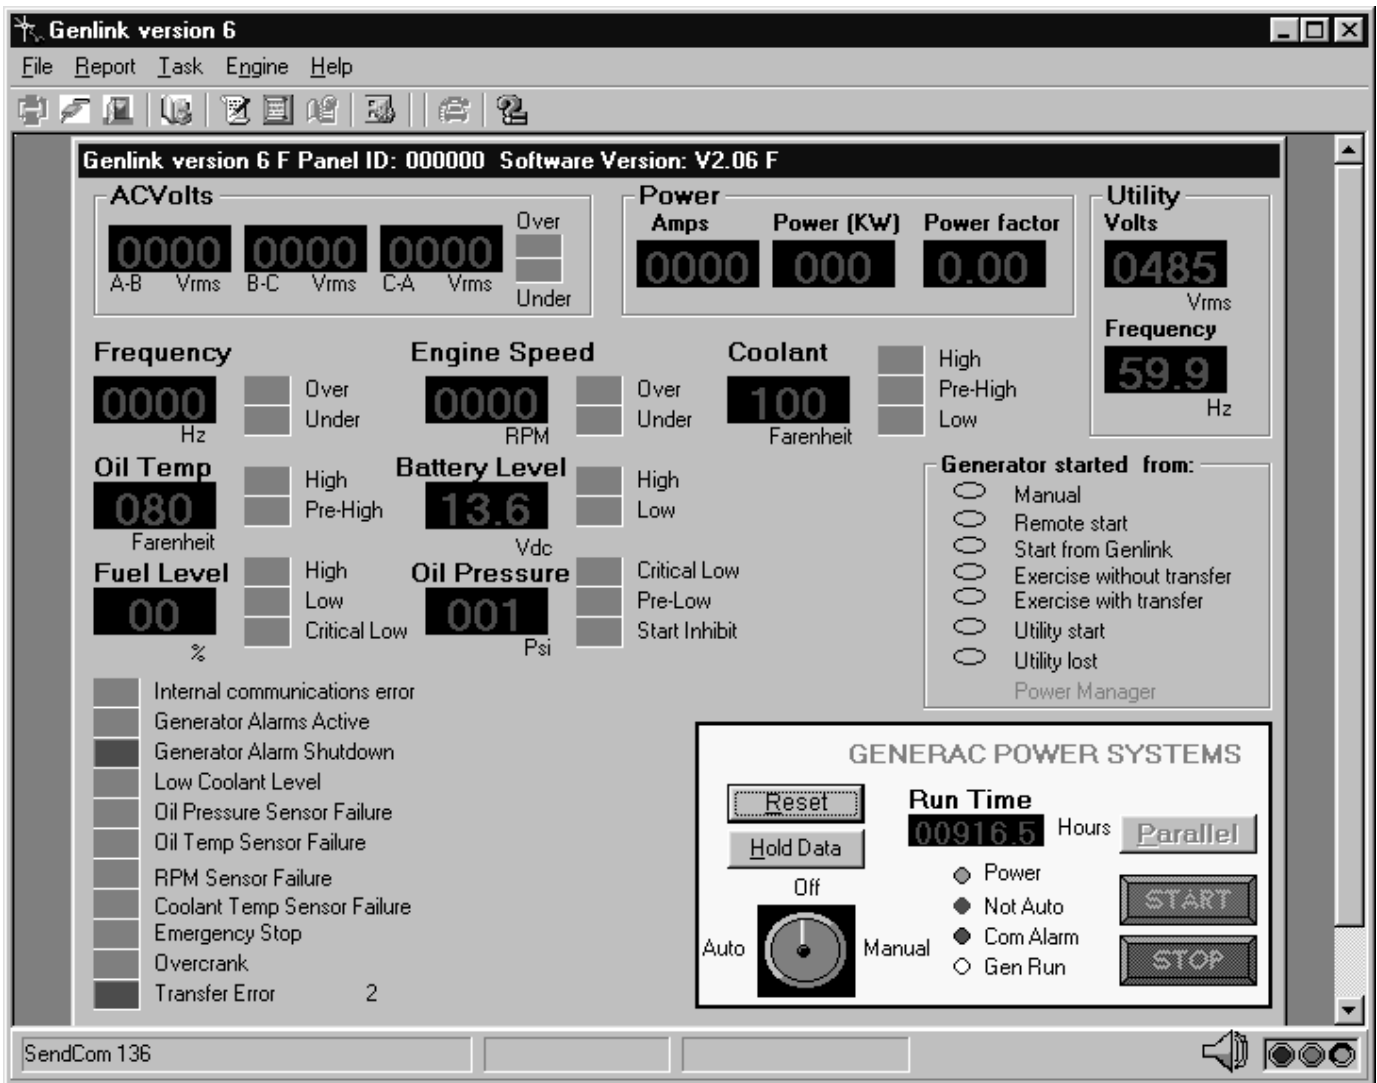 Genlink version 6
File Report Task Engine Help
Genlink version 6 F Panel ID: 000000 Software Version: V2.06 F
ACVolts
0000 0000 0000
A-B Vrms B-C Vrms C-A Vrms
Over
Under
Power
Amps Power (KW) Power factor
0000 000 0.00
Utility
Volts
0485
Vrms
Frequency
59.9
Hz
Frequency
0000
Hz
Over
Under
Engine Speed
0000
RPM
Over
Under
Coolant
100
Farenheit
High
Pre-High
Low
Oil Temp
080
Farenheit
High
Pre-High
Battery Level
13.6
Vdc
High
Low
Fuel Level
00
%
High
Low
Critical Low
Oil Pressure
001
Psi
Critical Low
Pre-Low
Start Inhibit
Generator started from:
Manual
Remote start
Start from Genlink
Exercise without transfer
Exercise with transfer
Utility start
Utility lost
Power Manager
Internal communications error
Generator Alarms Active
Generator Alarm Shutdown
Low Coolant Level
Oil Pressure Sensor Failure
Oil Temp Sensor Failure
RPM Sensor Failure
Coolant Temp Sensor Failure
Emergency Stop
Overcrank
Transfer Error 2
GENERAC POWER SYSTEMS
Reset
Hold Data
Off
Auto
Manual
Run Time
00916.5 Hours
Power
Not Auto
Com Alarm
Gen Run
Parallel
START
STOP
SendCom 136